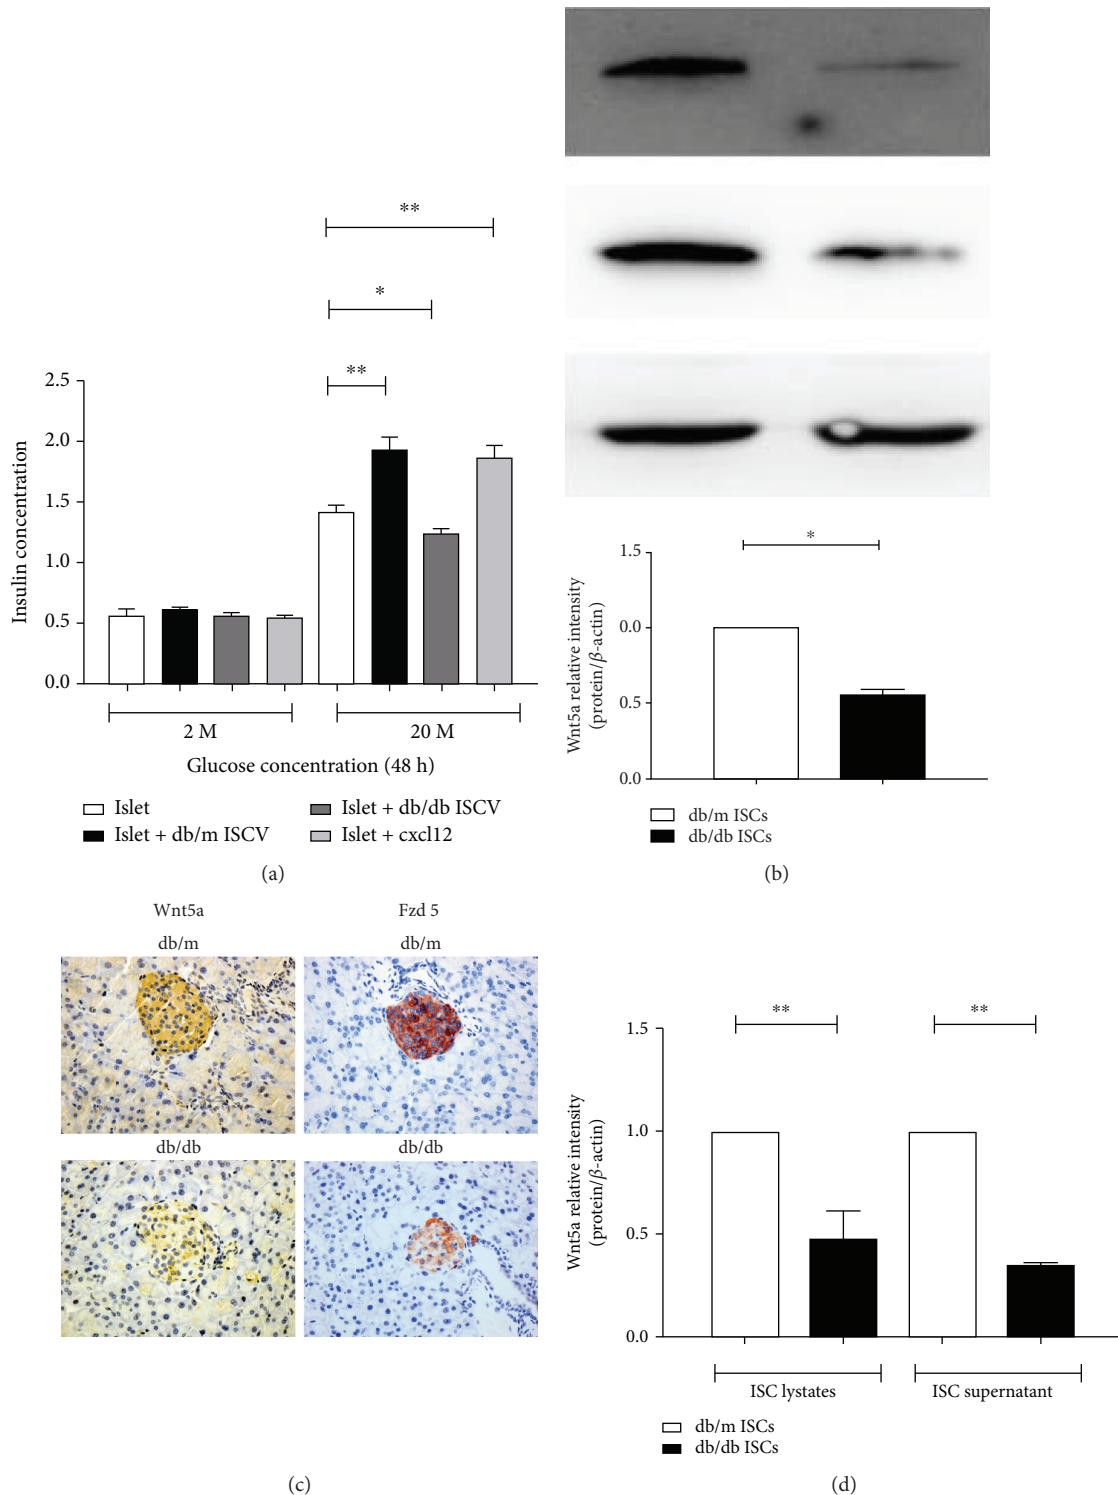 **
*
**
2.5
2.0
1.5
1.0
0.5
0.0
Insulin concentration
2 M
20 M
Glucose concentration (48 h)
Islet
Islet + db/m ISCV
Islet + db/db ISCV
Islet + cxcl12
(a)
*
1.5
0.0
0.5
0.0
Wnt5a relative intensity
(protein/β-actin)
db/m ISCs
db/db ISCs
(b)
Wnt5a
Fzd 5
db/m
db/m
db/db
db/db
(c)
**
**
1.5
1.0
0.5
0.0
Wnt5a relative intensity
(protein/β-actin)
ISC lystates
ISC supernatant
db/m ISCs
db/db ISCs
(d)